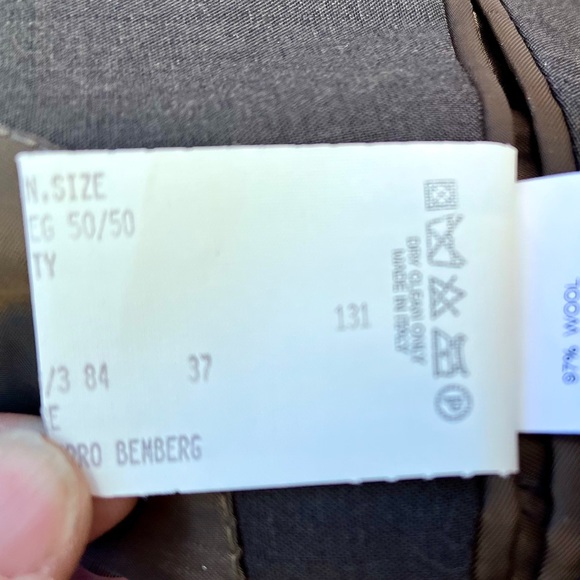 N.SIZE
EG 50/50
TY
131
/3 84 37
E
PRO BEMBERG
DRY CLEAN ONLY
MADE IN ITALY
P
97% WOOL